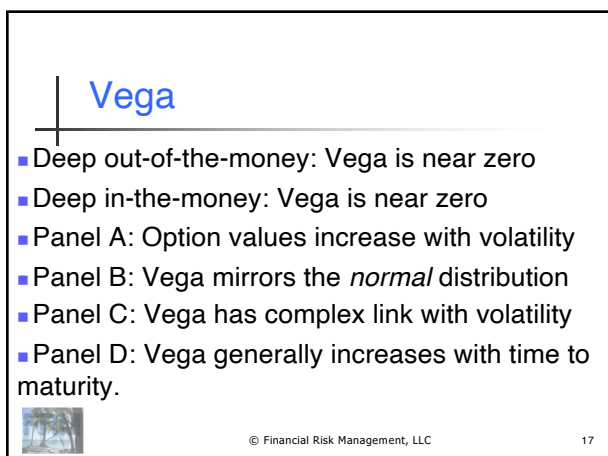 Vega
▪Deep out-of-the-money: Vega is near zero
▪Deep in-the-money: Vega is near zero
▪Panel A: Option values increase with volatility
▪Panel B: Vega mirrors the normal distribution
▪Panel C: Vega has complex link with volatility
▪Panel D: Vega generally increases with time to
maturity.
© Financial Risk Management, LLC 17